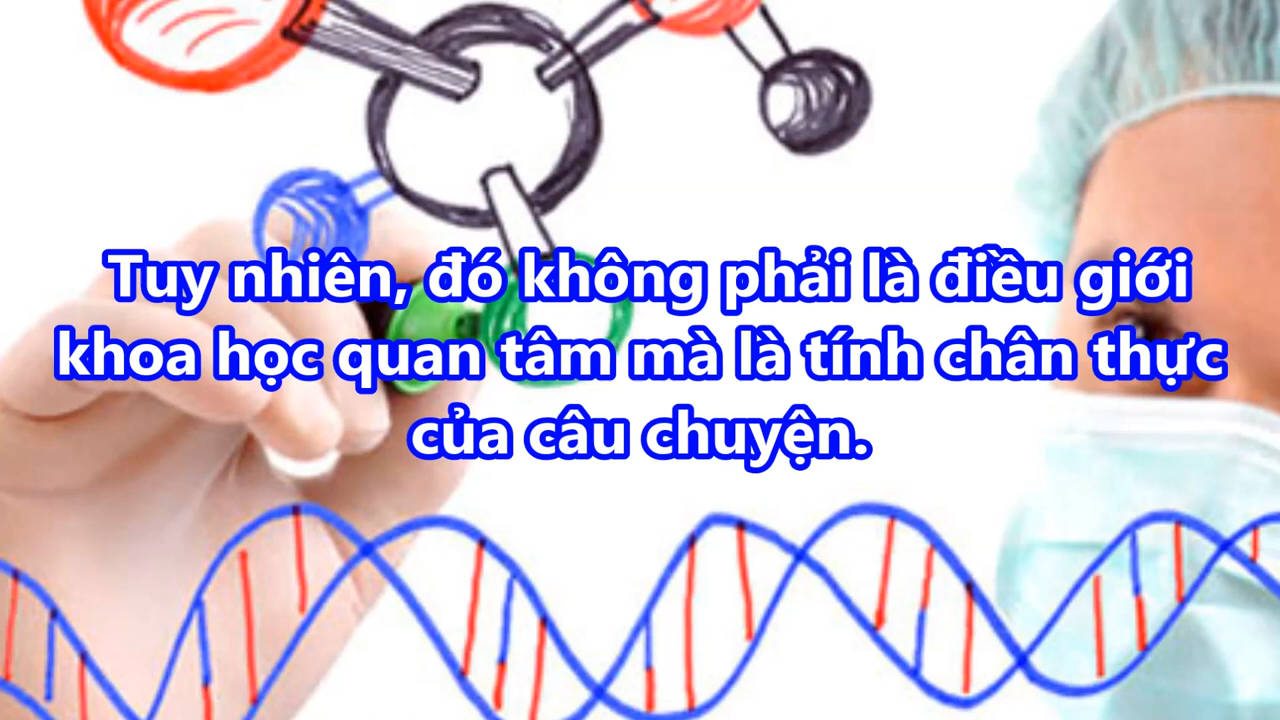 Tuy nhiên, đó không phải là điều giới
khoa học quan tâm mà là tính chân thực
của câu chuyện.